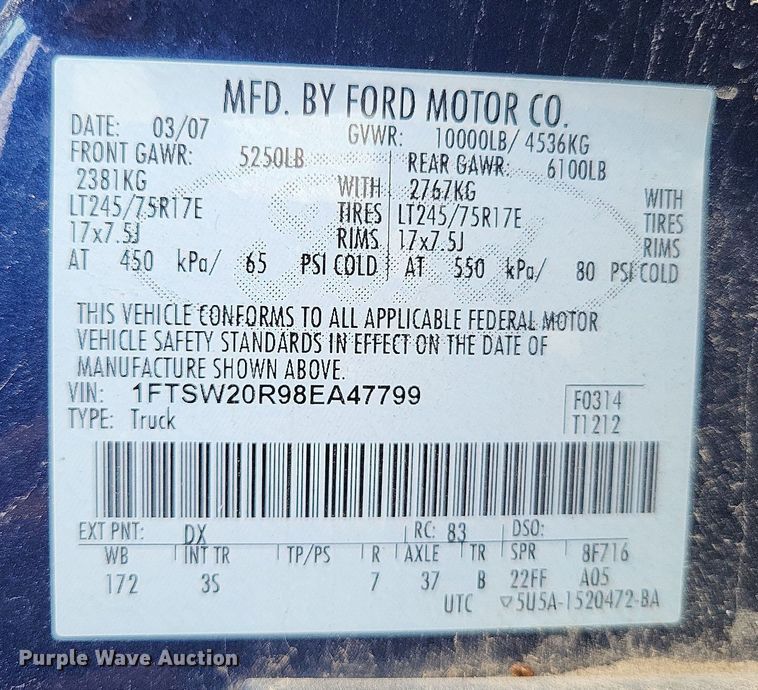 MFD. BY FORD MOTOR CO.
DATE: 03/07 GVWR: 10000LB/ 4536KG
FRONT GAWR: 5250LB REAR GAWR: 6100LB
2381KG WITH 2767KG WITH
LT245/75R17E TIRES LT245/75R17E TIRES
17x7.5J RIMS 17x7.5J RIMS
AT 450 kPa/ 65 PSI COLD AT 550 kPa/ 80 PSI COLD
THIS VEHICLE CONFORMS TO ALL APPLICABLE FEDERAL MOTOR
VEHICLE SAFETY STANDARDS IN EFFECT ON THE DATE OF
MANUFACTURE SHOWN ABOVE.
VIN: 1FTSW20R98EA47799 F0314
TYPE: Truck T1212
EXT PNT: DX RC: 83 DSO:
WB INT TR TP/PS R AXLE TR SPR 8F716
172 3S 7 37 B 22FF A05
UTC ▽5U5A-1520472-BA
Purple Wave Auction